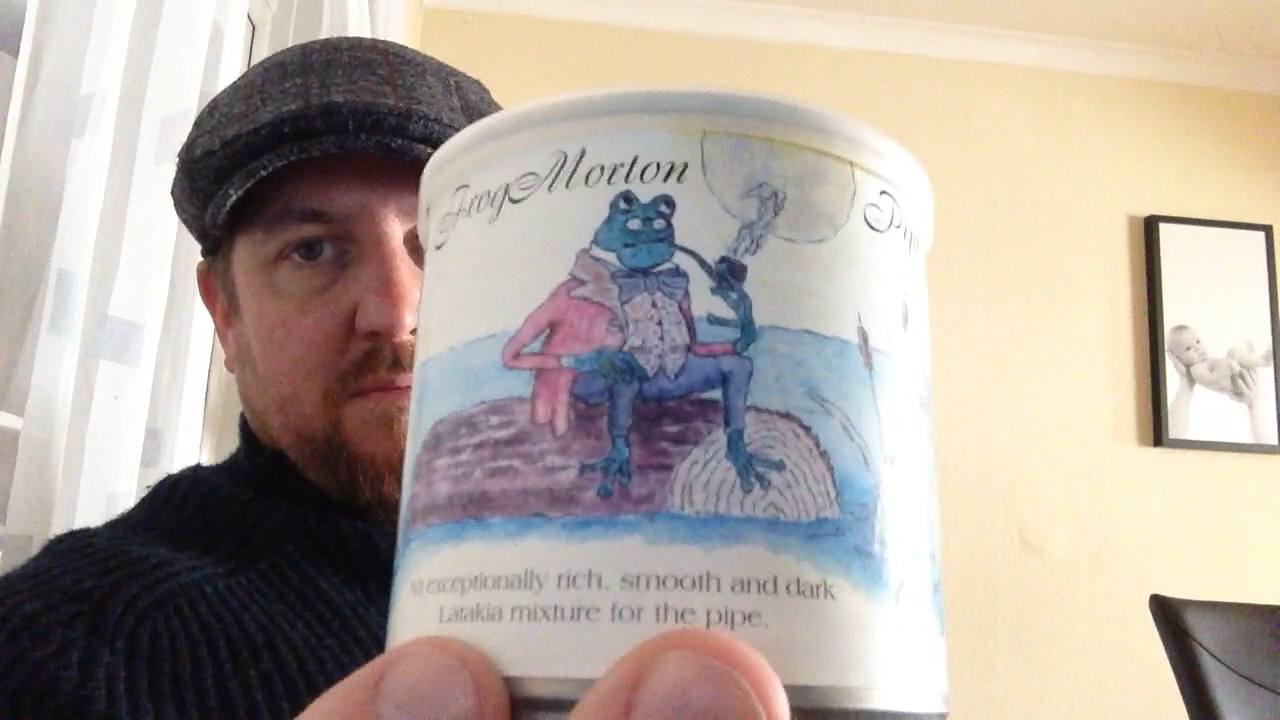 Frog Morton
exceptionally rich, smooth and dark
Latakia mixture for the pipe.